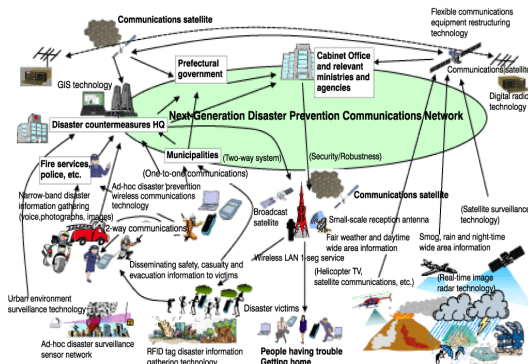 Communications satellite
Flexible communications
equipment restructuring
technology
Prefectural
government
Cabinet Office
and relevant
ministries and
agencies
Communications satellite
Digital radio
technology
GIS technology
Next-Generation Disaster Prevention Communications Network
Disaster countermeasures HQ
Municipalities
(Two-way system)
(Security/Robustness)
Fire services,
police, etc.
(One-to-one communications)
Narrow-band disaster
information gathering
(voice,photographs, images)
Ad-hoc disaster prevention
wireless communications
technology
(2-way communications)
Communications satellite
Broadcast
satellite
Small-scale reception antenna
(Satellite surveillance
technology)
Fair weather and daytime
wide area information
Smog, rain and night-time
wide area information
Wireless LAN 1-seg service
Disseminating safety, casualty and
evacuation information to victims
(Helicopter TV,
satellite communications, etc.)
(Real-time image
radar technology)
Urban environment
surveillance technology
Disaster victims
Ad-hoc disaster surveillance
sensor network
RFID tag disaster information
gathering technology
People having trouble
Getting home